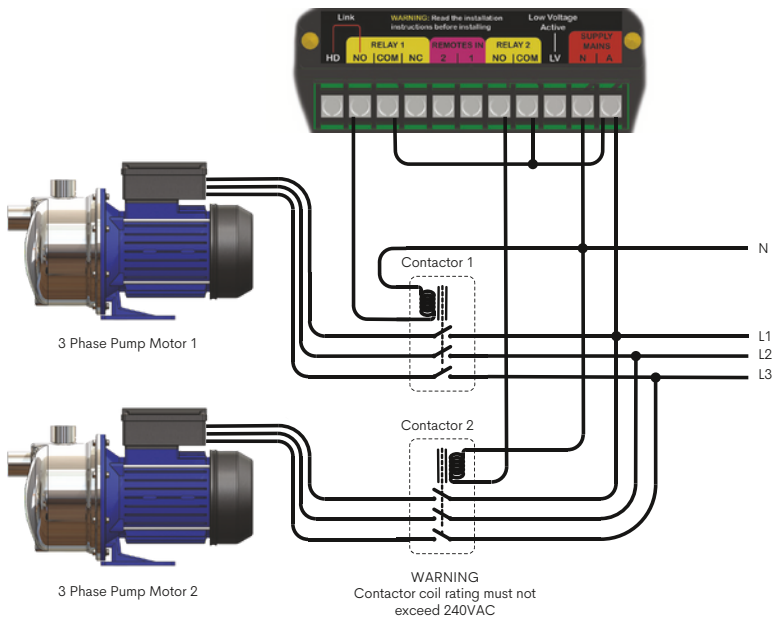 Link
WARNING: Read the installation
instructions before installing
Low Voltage
Active
SUPPLY
MAINS
RELAY 1
REMOTES IN
RELAY 2
HD NO | COM | NC 2 | 1 NO | COM LV N | A
N
Contactor 1
L1
L2
L3
3 Phase Pump Motor 1
Contactor 2
3 Phase Pump Motor 2
WARNING
Contactor coil rating must not
exceed 240VAC